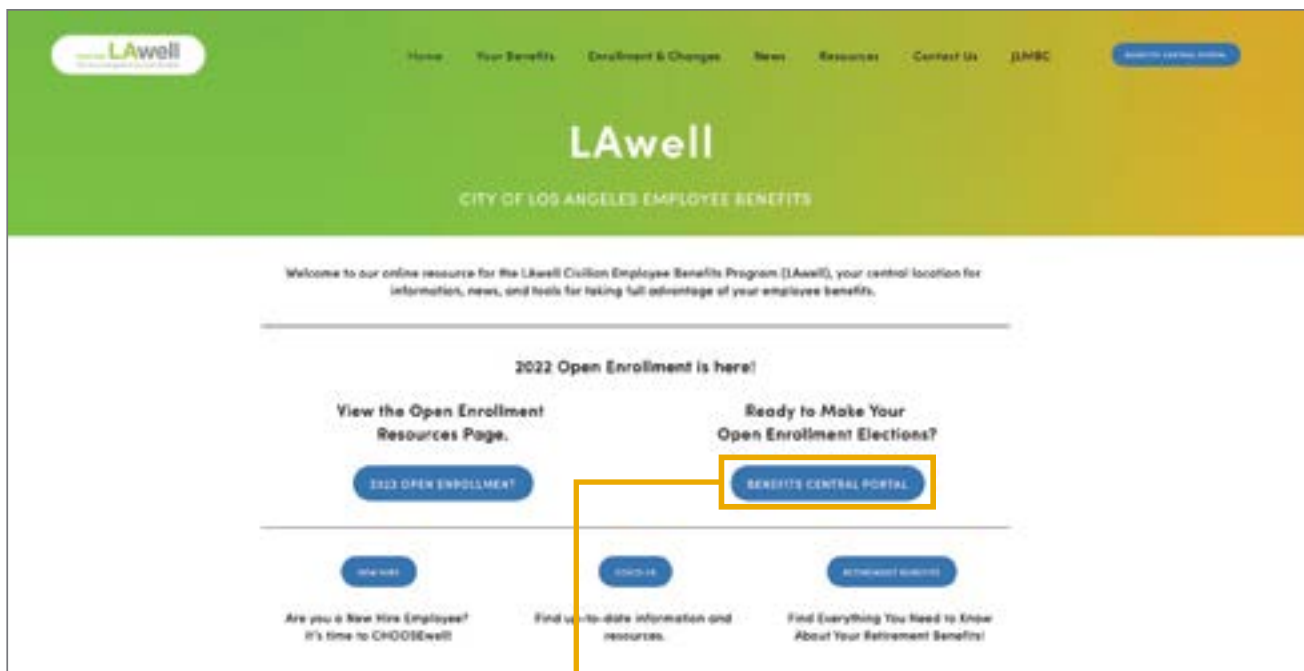 LAwell
Home Your Benefits Enrollment & Changes News Resources Contact Us JLMBC
BENEFITS CENTRAL PORTAL
LAwell
CITY OF LOS ANGELES EMPLOYEE BENEFITS
Welcome to our online resource for the LAwell Civilian Employee Benefits Program (LAwell), your central location for
information, news, and tools for taking full advantage of your employee benefits.
2022 Open Enrollment is here!
View the Open Enrollment
Resources Page.
2022 OPEN ENROLLMENT
Ready to Make Your
Open Enrollment Elections?
BENEFITS CENTRAL PORTAL
NEW HIRE
Are you a New Hire Employee?
It's time to CHOOSEwell!
COVID-19
Find up-to-date information and
resources.
RETIREMENT BENEFITS
Find Everything You Need to Know
About Your Retirement Benefits!